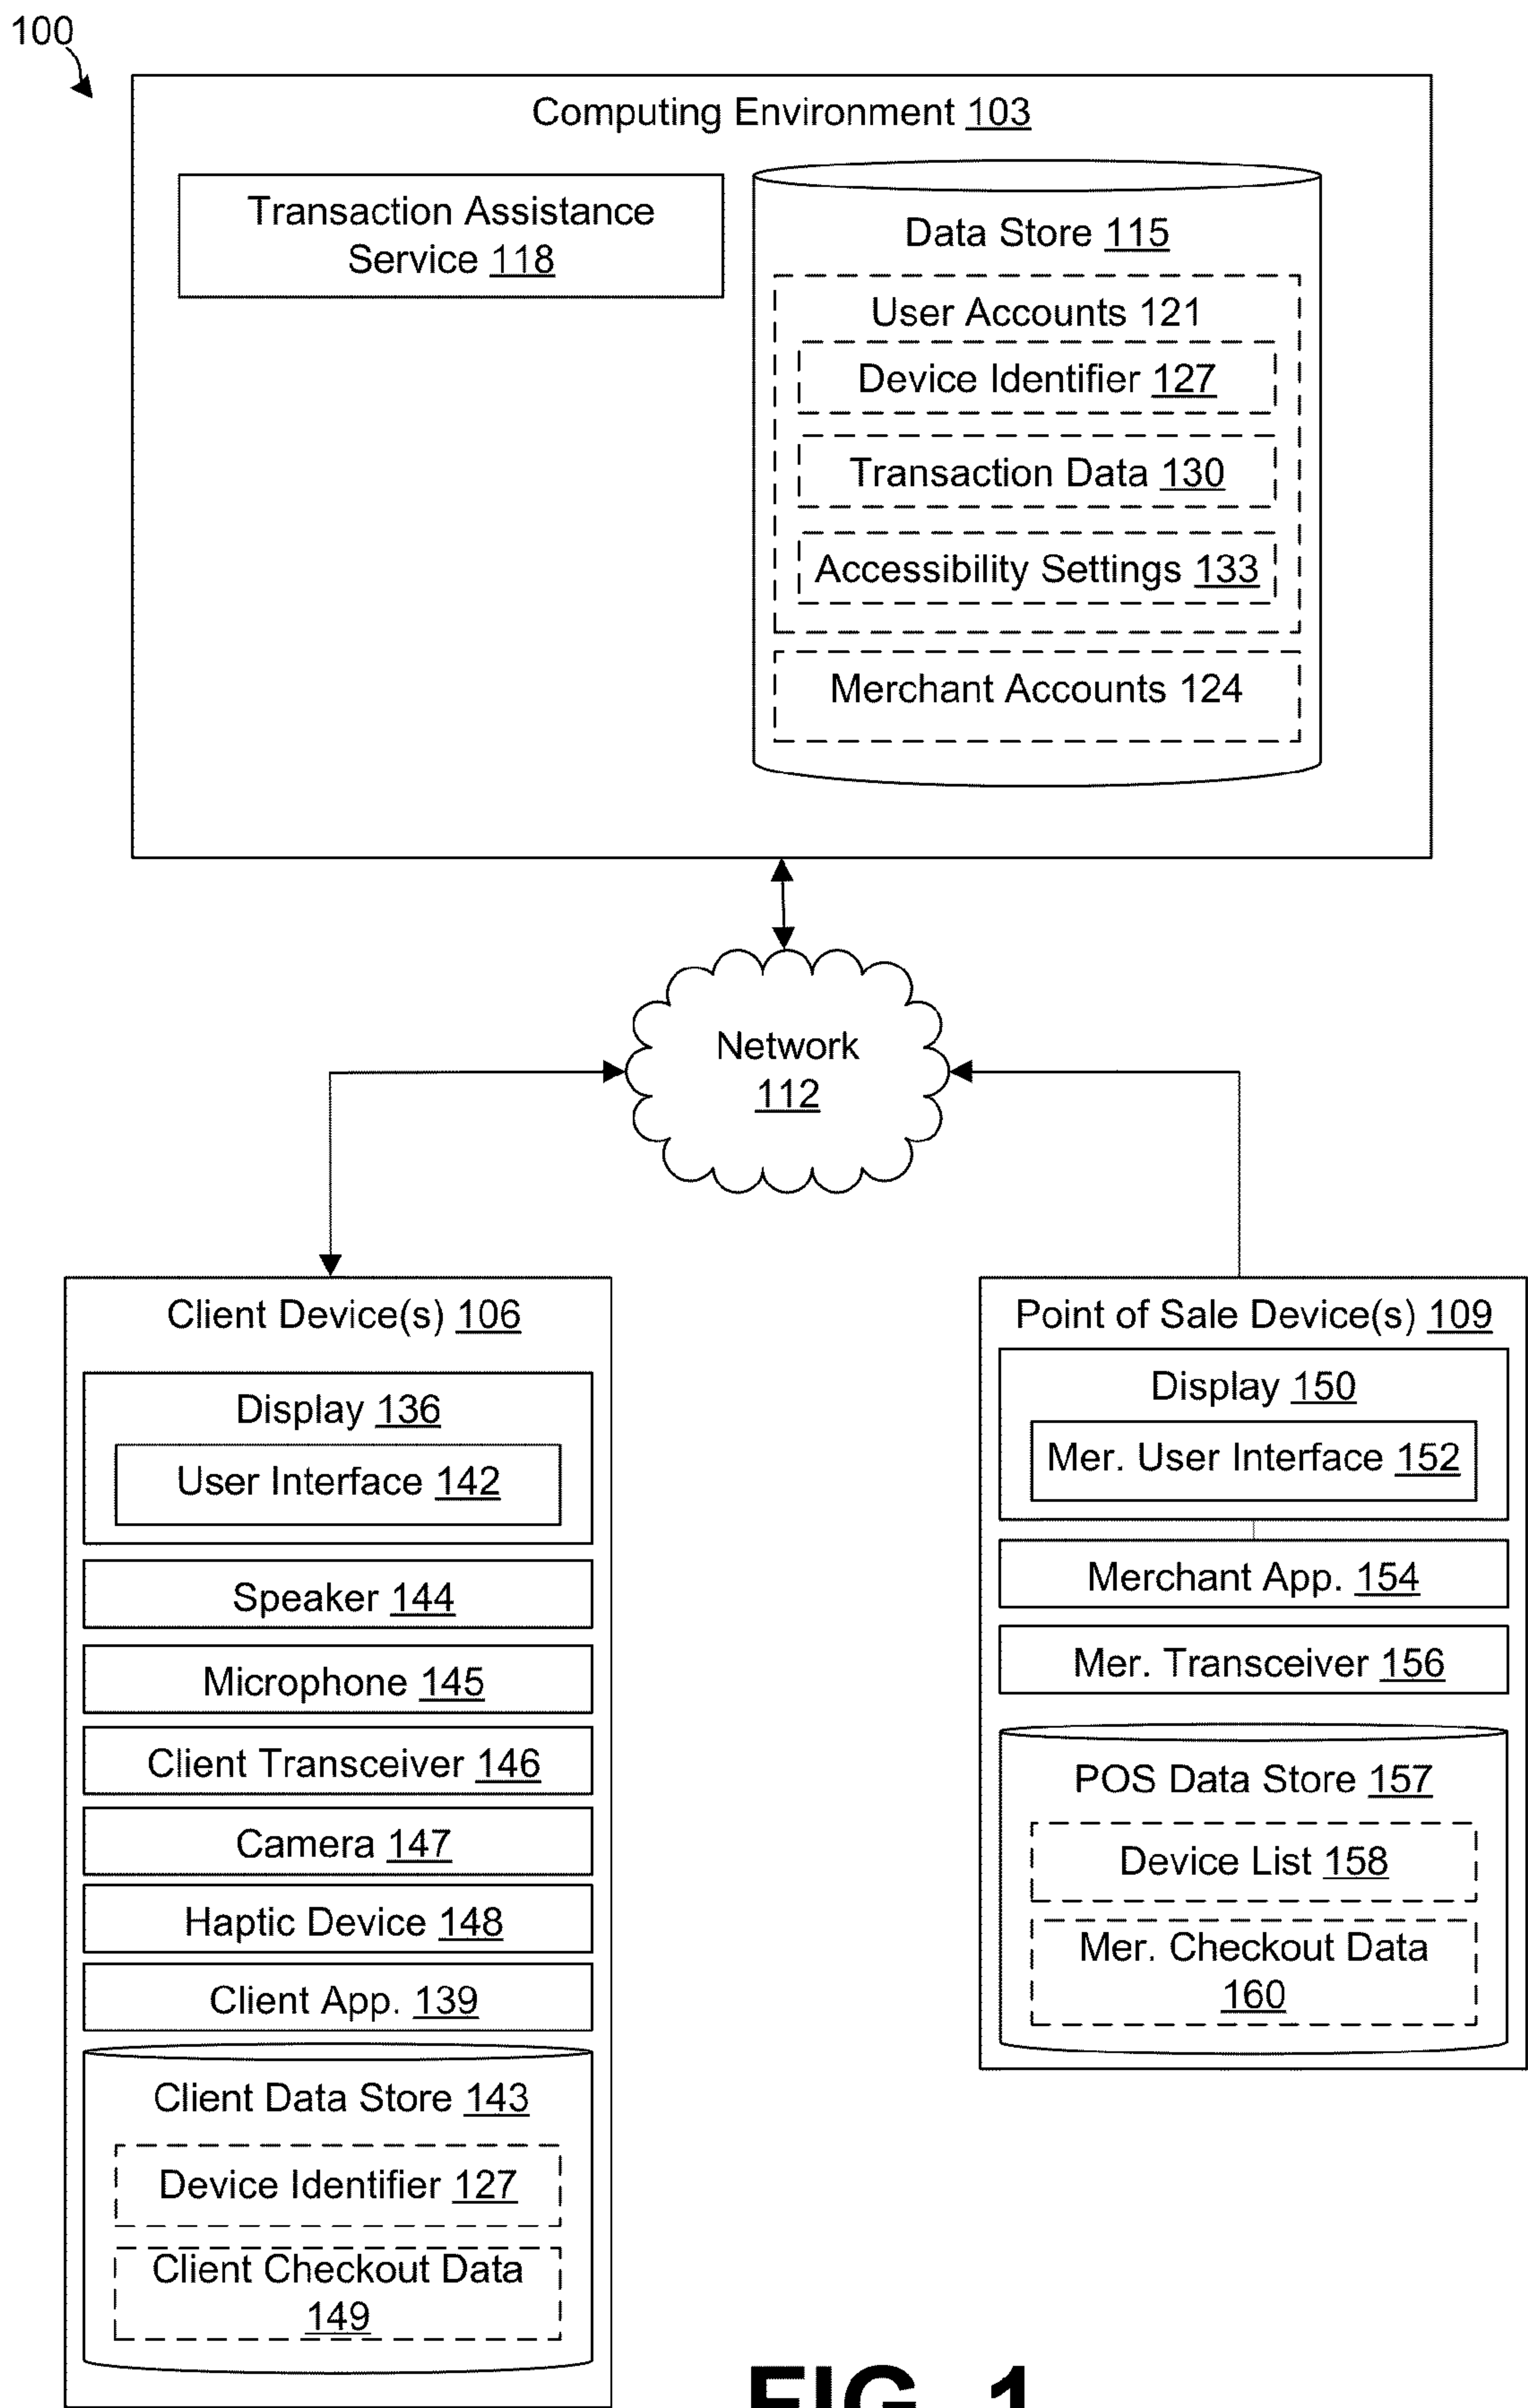 100
Computing Environment 103
Transaction Assistance
Service 118
Data Store 115
User Accounts 121
Device Identifier 127
Transaction Data 130
Accessibility Settings 133
Merchant Accounts 124
Network
112
Client Device(s) 106
Display 136
User Interface 142
Speaker 144
Microphone 145
Client Transceiver 146
Camera 147
Haptic Device 148
Client App. 139
Client Data Store 143
Device Identifier 127
Client Checkout Data
149
Point of Sale Device(s) 109
Display 150
Mer. User Interface 152
Merchant App. 154
Mer. Transceiver 156
POS Data Store 157
Device List 158
Mer. Checkout Data
160
FIG. 1